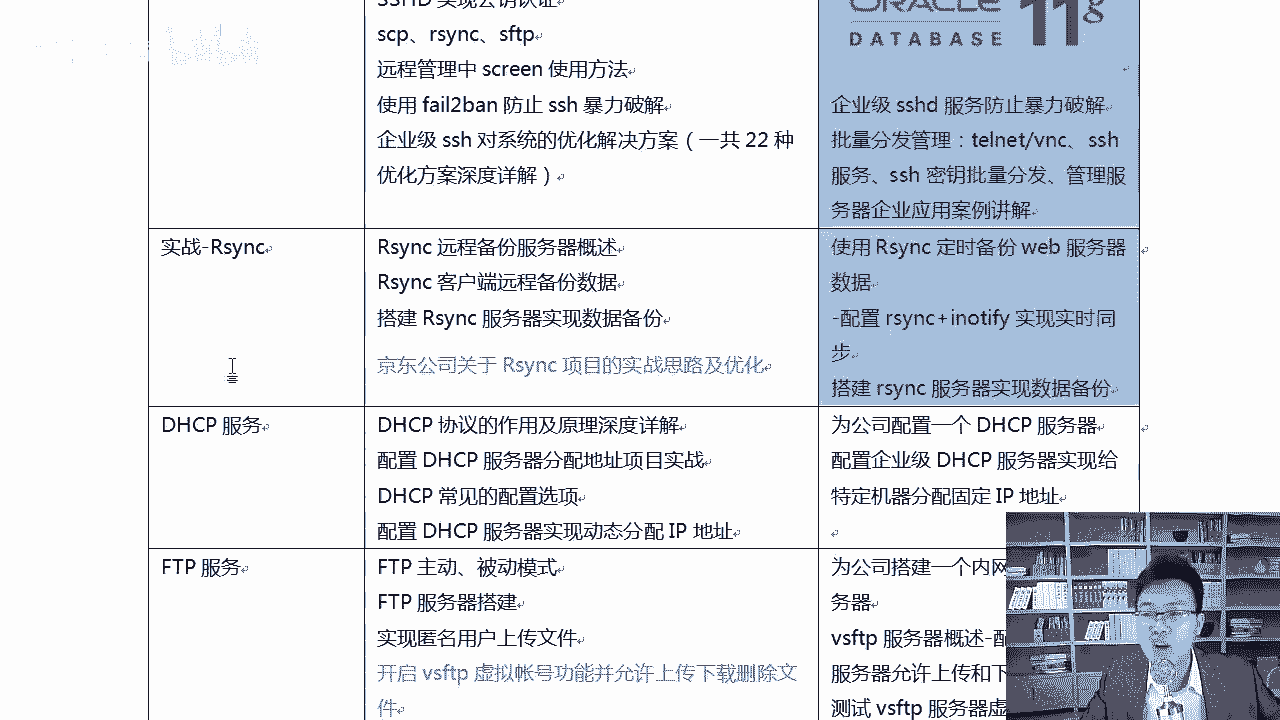 SSHD 实现公钥认证
scp、rsync、sftp
远程管理中 screen 使用方法
使用 fail2ban 防止 ssh 暴力破解
企业级 ssh 对系统的优化解决方案（一共 22 种
优化方案深度详解）
ORACLE 11g
DATABASE
企业级 sshd 服务防止暴力破解
批量分发管理：telnet/vnc、ssh
服务、ssh 密钥批量分发、管理服
务器企业应用案例讲解
实战-Rsync
Rsync 远程备份服务器概述
Rsync 客户端远程备份数据
搭建 Rsync 服务器实现数据备份
京东公司关于 Rsync 项目的实战思路及优化
使用 Rsync 定时备份 web 服务器
数据
-配置 rsync+inotify 实现实时同
步
搭建 rsync 服务器实现数据备份
DHCP 服务
DHCP 协议的作用及原理深度详解
配置 DHCP 服务器分配地址项目实战
DHCP 常见的配置选项
配置 DHCP 服务器实现动态分配 IP 地址
为公司配置一个 DHCP 服务器
配置企业级 DHCP 服务器实现给
特定机器分配固定 IP 地址
FTP 服务
FTP 主动、被动模式
FTP 服务器搭建
实现匿名用户上传文件
开启 vsftp 虚拟帐号功能并允许上传下载删除文
件
为公司搭建一个内网
务器
vsftp 服务器概述-配
服务器允许上传和下
测试 vsftp 服务器虚